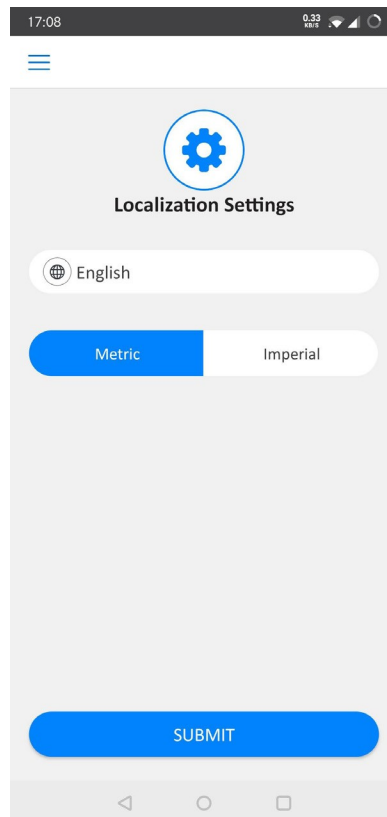 17:08
0.33
KB/S
Localization Settings
English
Metric
Imperial
SUBMIT